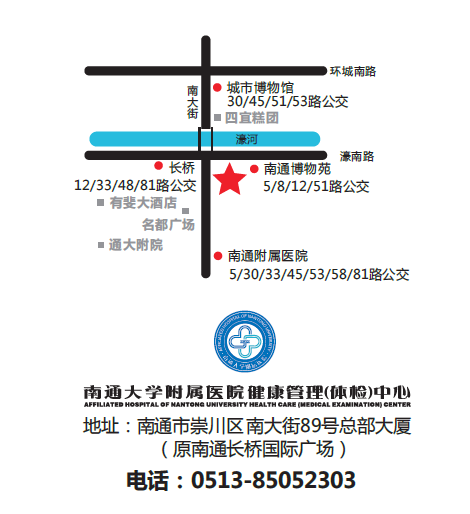 环城南路
南大街
城市博物馆
30/45/51/53路公交
四宜糕团
濠河
濠南路
长桥
12/33/48/81路公交
南通博物苑
5/8/12/51路公交
有斐大酒店
名都广场
通大附院
南通附属医院
5/30/33/45/53/58/81路公交
南通大学附属医院健康管理(体检)中心
AFFILIATED HOSPITAL OF NANTONG UNIVERSITY HEALTH CARE (MEDICAL EXAMINATION) CENTER
地址：南通市崇川区南大街89号总部大厦
（原南通长桥国际广场）
电话：0513-85052303